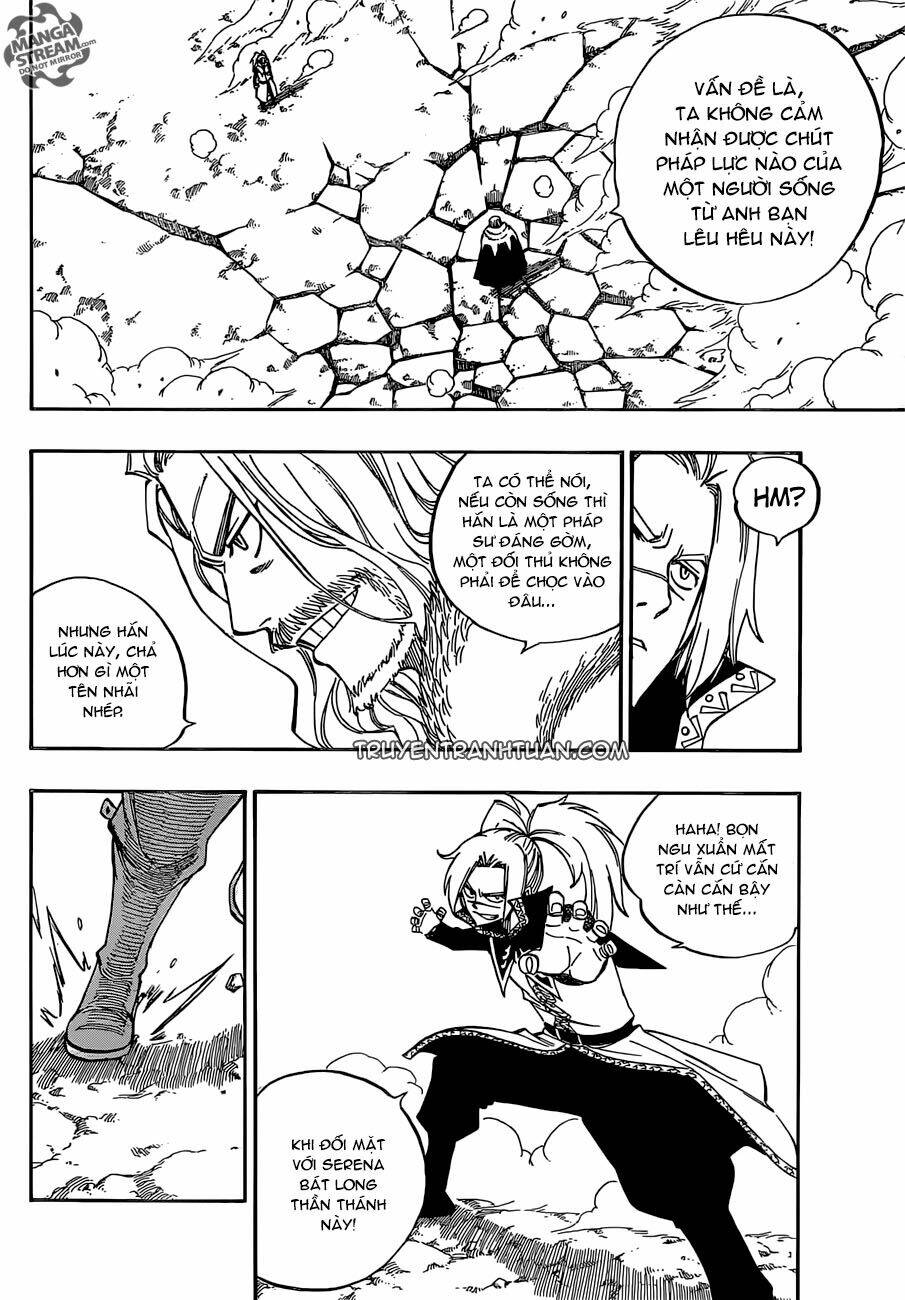 MANGA
STREAM.com
DO NOT MIRROR
VẤN ĐỀ LÀ,
TA KHÔNG CẢM
NHẬN ĐƯỢC CHÚT
PHÁP LỰC NÀO CỦA
MỘT NGƯỜI SỐNG
TỪ ANH BẠN
LÊU HÊU NÀY!
HM?
TA CÓ THỂ NÓI,
NẾU CÒN SỐNG THÌ
HẮN LÀ MỘT PHÁP
SƯ ĐÁNG GỜM,
MỘT ĐỐI THỦ KHÔNG
PHẢI ĐỂ CHỌC VÀO
ĐÂU...
NHƯNG HẮN
LÚC NÀY, CHẢ
HƠN GÌ MỘT
TÊN NHÃI
NHÉP.
TRUYENTRANHTUAN.COM
HAHA! BỌN
NGU XUẨN MẤT
TRÍ VẪN CỨ CẤN
CÀN CẤN BẬY
NHƯ THẾ...
KHI ĐỐI MẶT
VỚI SERENA
BÁT LONG
THẦN THÁNH
NÀY!